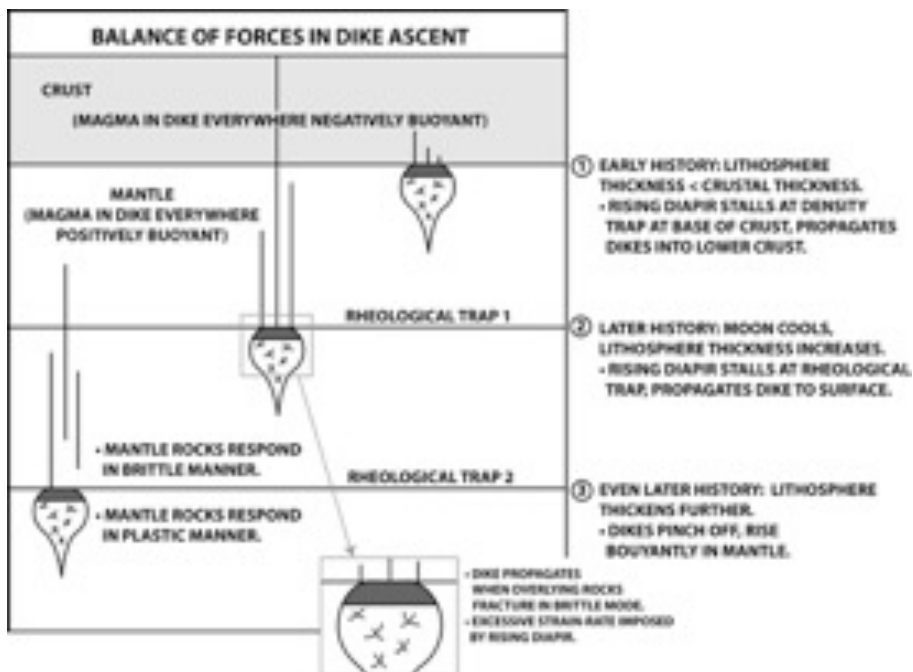 BALANCE OF FORCES IN DIKE ASCENT
CRUST
(MAGMA IN DIKE EVERYWHERE NEGATIVELY BUOYANT)
MANTLE
(MAGMA IN DIKE EVERYWHERE
POSITIVELY BUOYANT)
① EARLY HISTORY: LITHOSPHERE
THICKNESS < CRUSTAL THICKNESS.
• RISING DIAPIR STALLS AT DENSITY
TRAP AT BASE OF CRUST, PROPAGATES
DIKES INTO LOWER CRUST.
RHEOLOGICAL TRAP 1
② LATER HISTORY: MOON COOLS,
LITHOSPHERE THICKNESS INCREASES.
• RISING DIAPIR STALLS AT RHEOLOGICAL
TRAP, PROPAGATES DIKE TO SURFACE.
• MANTLE ROCKS RESPOND
IN BRITTLE MANNER.
RHEOLOGICAL TRAP 2
• MANTLE ROCKS RESPOND
IN PLASTIC MANNER.
③ EVEN LATER HISTORY: LITHOSPHERE
THICKENS FURTHER.
• DIKES PINCH OFF, RISE
BOUYANTLY IN MANTLE.
• DIKE PROPAGATES
WHEN OVERLYING ROCKS
FRACTURE IN BRITTLE MODE.
• EXCESSIVE STRAIN-RATE IMPOSED
BY RISING DIAPIR.